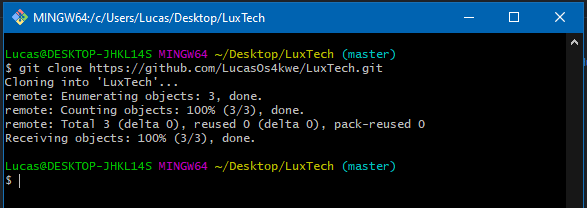 MINGW64:/c/Users/Lucas/Desktop/LuxTech
Lucas@DESKTOP-JHKL14S MINGW64 ~/Desktop/LuxTech (master)
$ git clone https://github.com/LucasOs4kwe/LuxTech.git
Cloning into 'LuxTech'...
remote: Enumerating objects: 3, done.
remote: Counting objects: 100% (3/3), done.
remote: Total 3 (delta 0), reused 0 (delta 0), pack-reused 0
Receiving objects: 100% (3/3), done.
Lucas@DESKTOP-JHKL14S MINGW64 ~/Desktop/LuxTech (master)
$